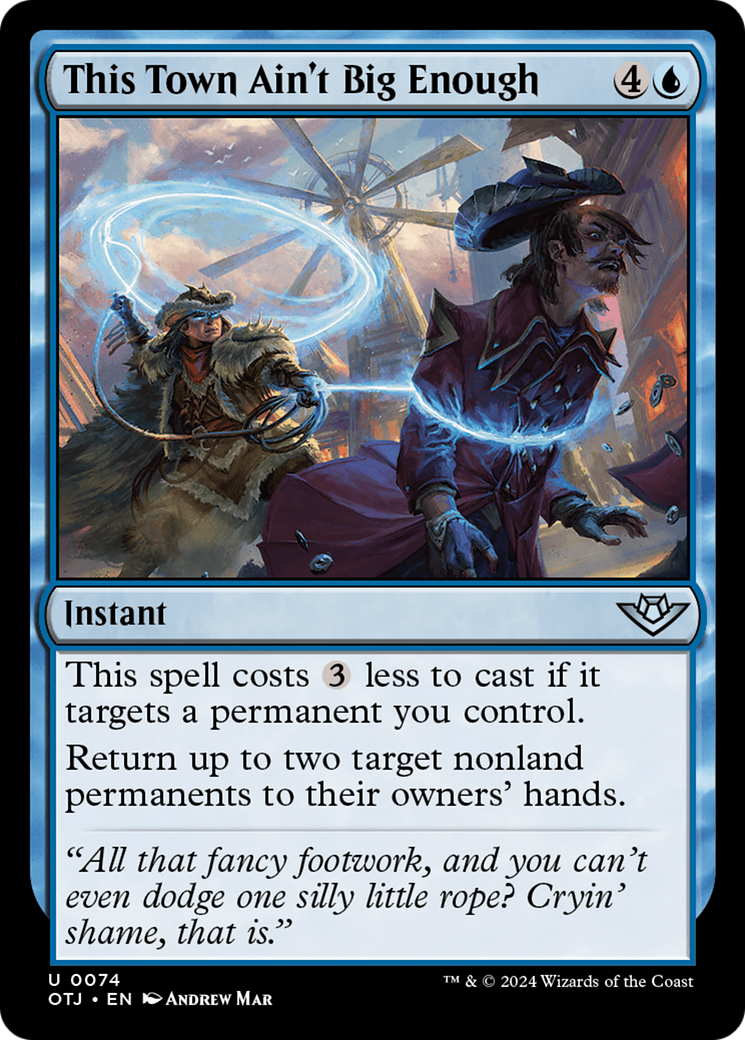 This Town Ain't Big Enough 4
Instant
This spell costs 3 less to cast if it
targets a permanent you control.
Return up to two target nonland
permanents to their owners' hands.
“All that fancy footwork, and you can't
even dodge one silly little rope? Cryin'
shame, that is.”
U 0074
OTJ • EN Andrew Mar
™ & © 2024 Wizards of the Coast